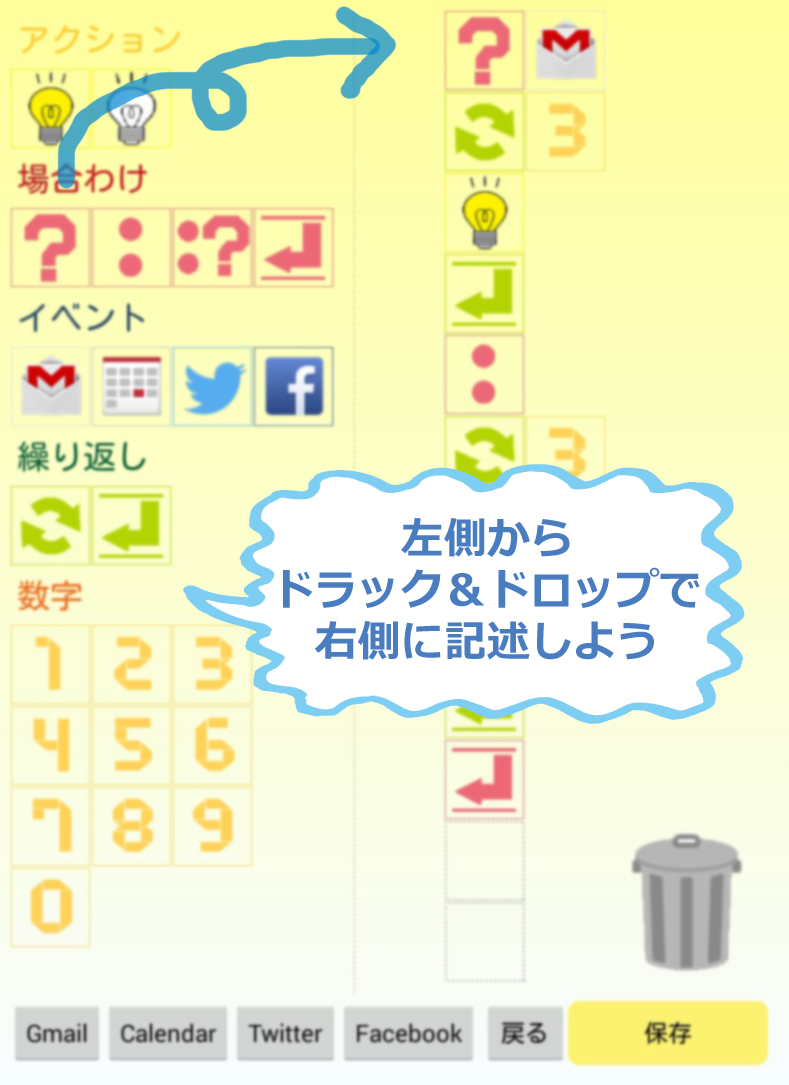 アクション
場合わけ
?
:
:?
イベント
繰り返し
数字
1 2 3
4 5 6
7 8 9
0
?
3
:
3
左側から
ドラック＆ドロップで
右側に記述しよう
Gmail Calendar Twitter Facebook 戻る 保存